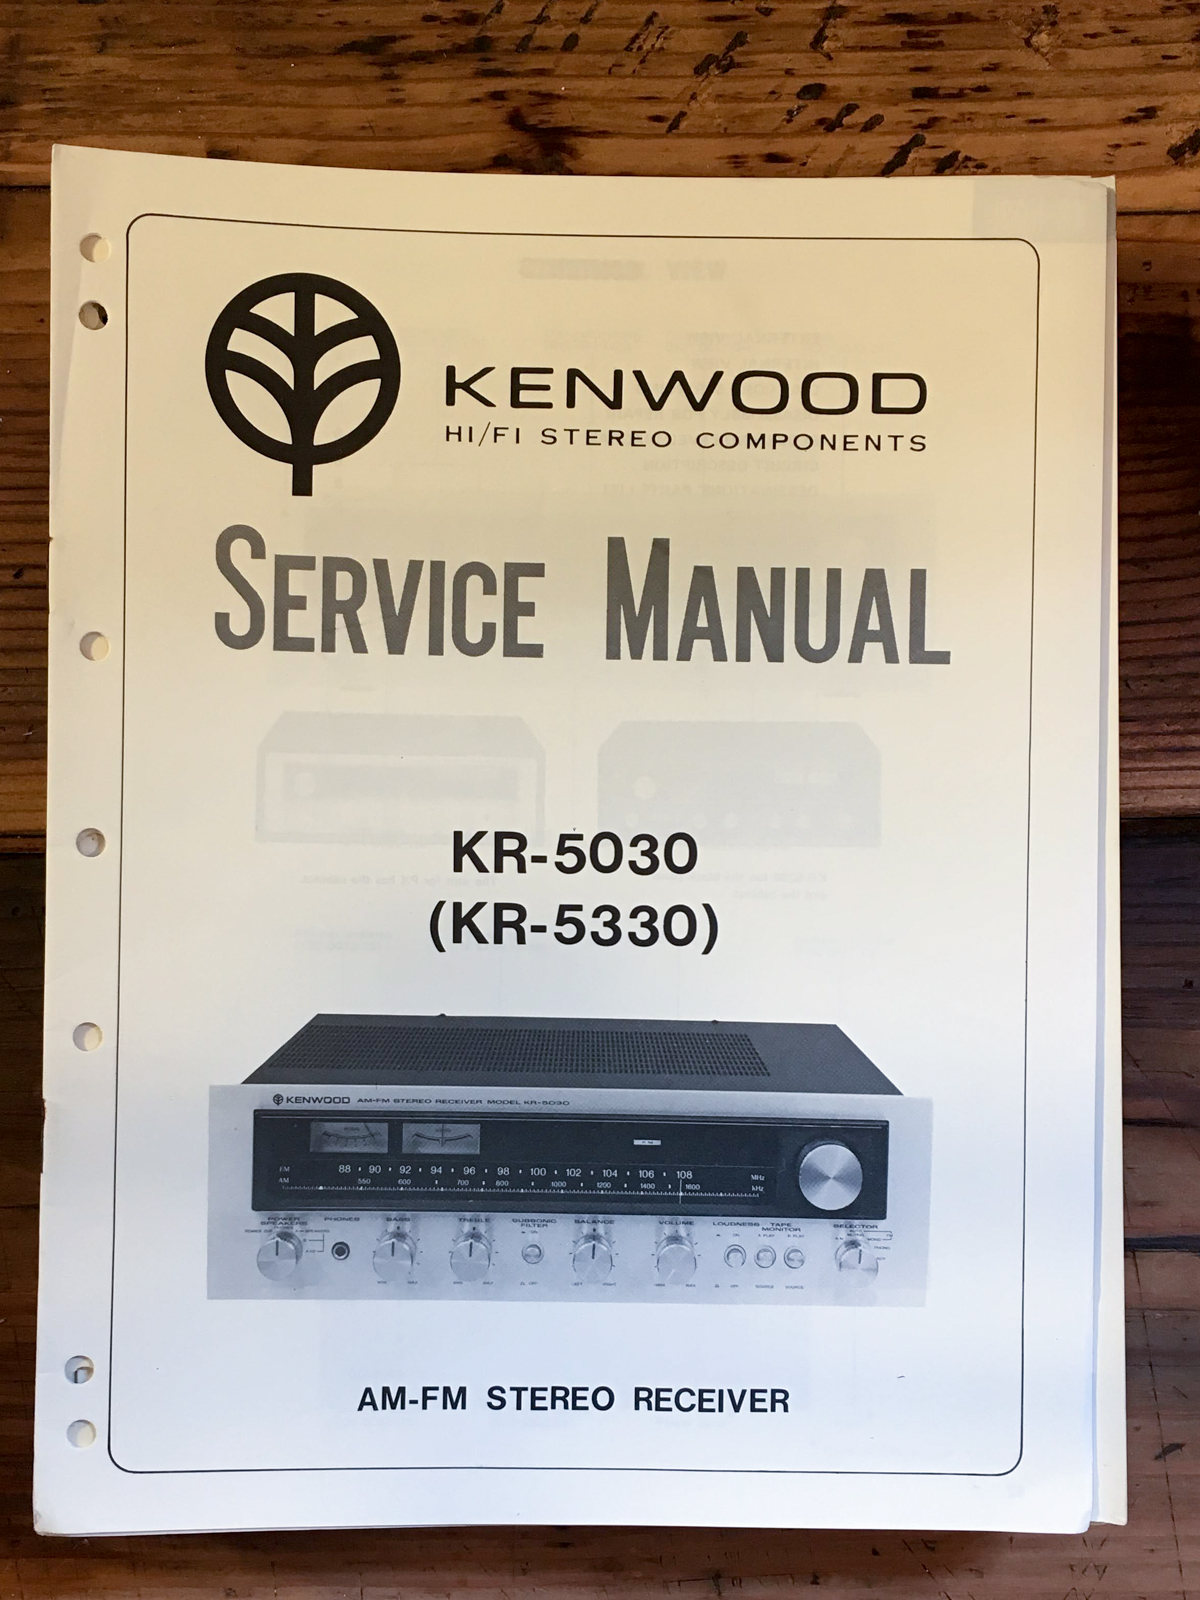 KENWOOD
HI/FI STEREO COMPONENTS
SERVICE MANUAL
KR-5030
(KR-5330)
KENWOOD AM-FM STEREO RECEIVER MODEL KR-5030
FM 88 90 92 94 96 98 100 102 104 106 108 MHz
AM 550 600 700 800 1000 1200 1400 1600 kHz
POWER SPEAKERS PHONES BASS TREBLE SUBSONIC FILTER BALANCE VOLUME LOUDNESS TAPE MONITOR SELECTOR
AM-FM STEREO RECEIVER